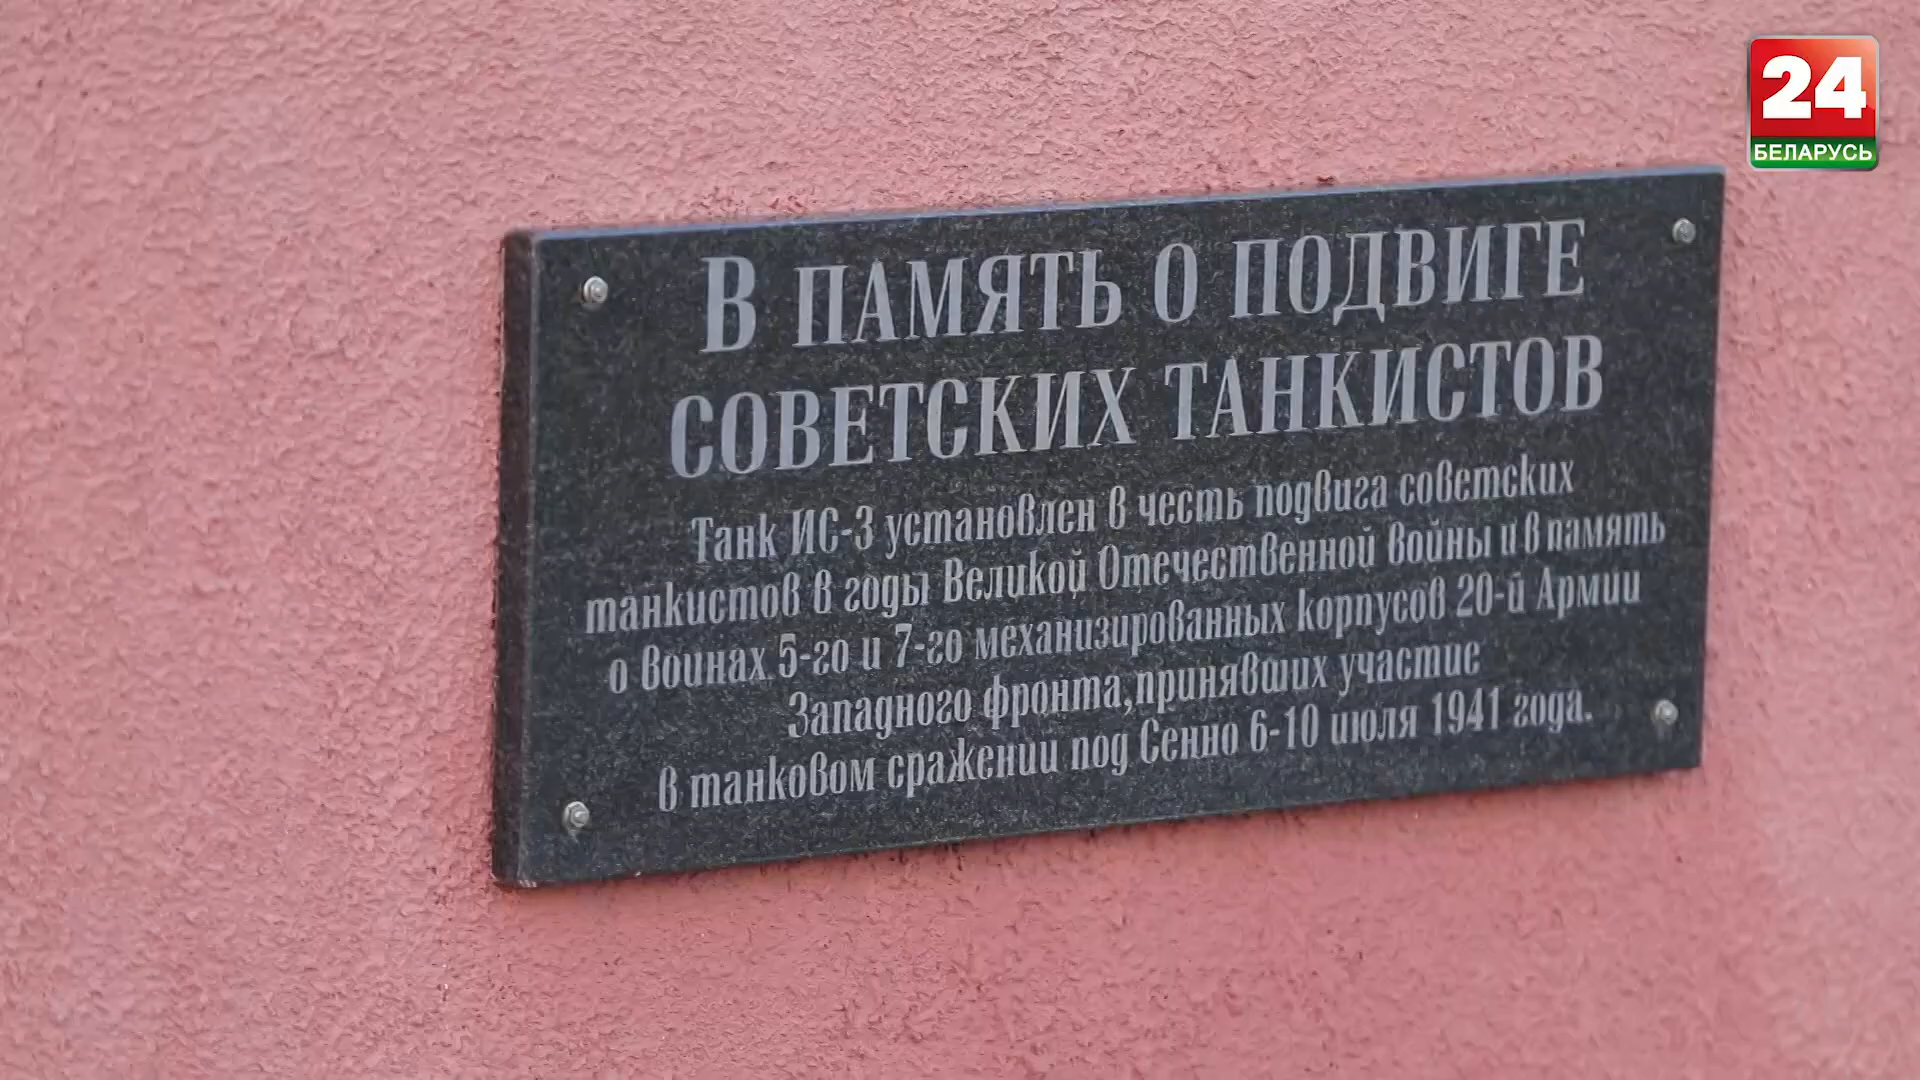 24
БЕЛАРУСЬ
В ПАМЯТЬ О ПОДВИГЕ
СОВЕТСКИХ ТАНКИСТОВ
Танк ИС-3 установлен в честь подвига советских
танкистов в годы Великой Отечественной войны и в память
о воинах 5-го и 7-го механизированных корпусов 20-й Армии
Западного фронта,принявших участие
в танковом сражении под Сенно 6-10 июля 1941 года.